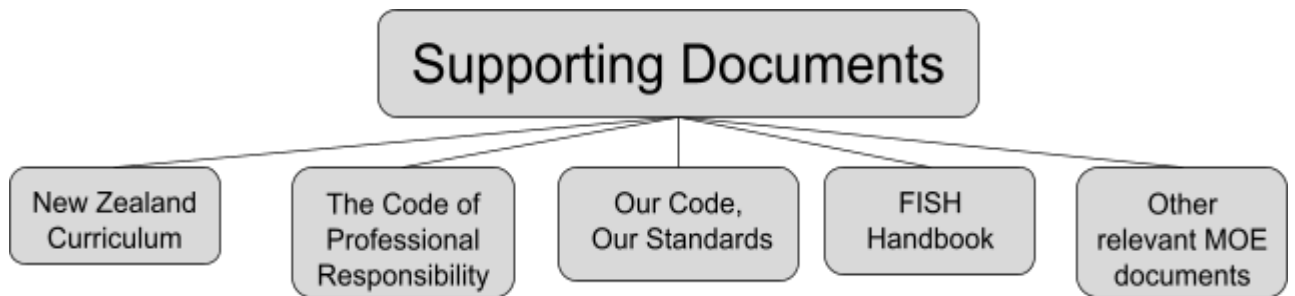 Supporting Documents
New Zealand
Curriculum
The Code of
Professional
Responsibility
Our Code,
Our Standards
FISH
Handbook
Other
relevant MOE
documents